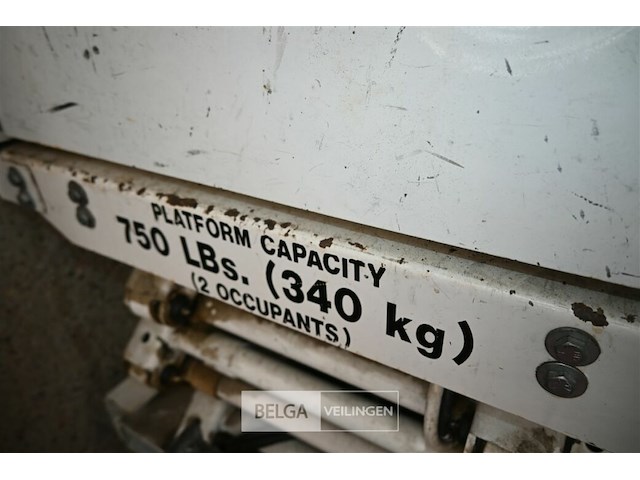 PLATFORM CAPACITY
750 LBs. (340 kg)
(2 OCCUPANTS)
BELGA VEILINGEN